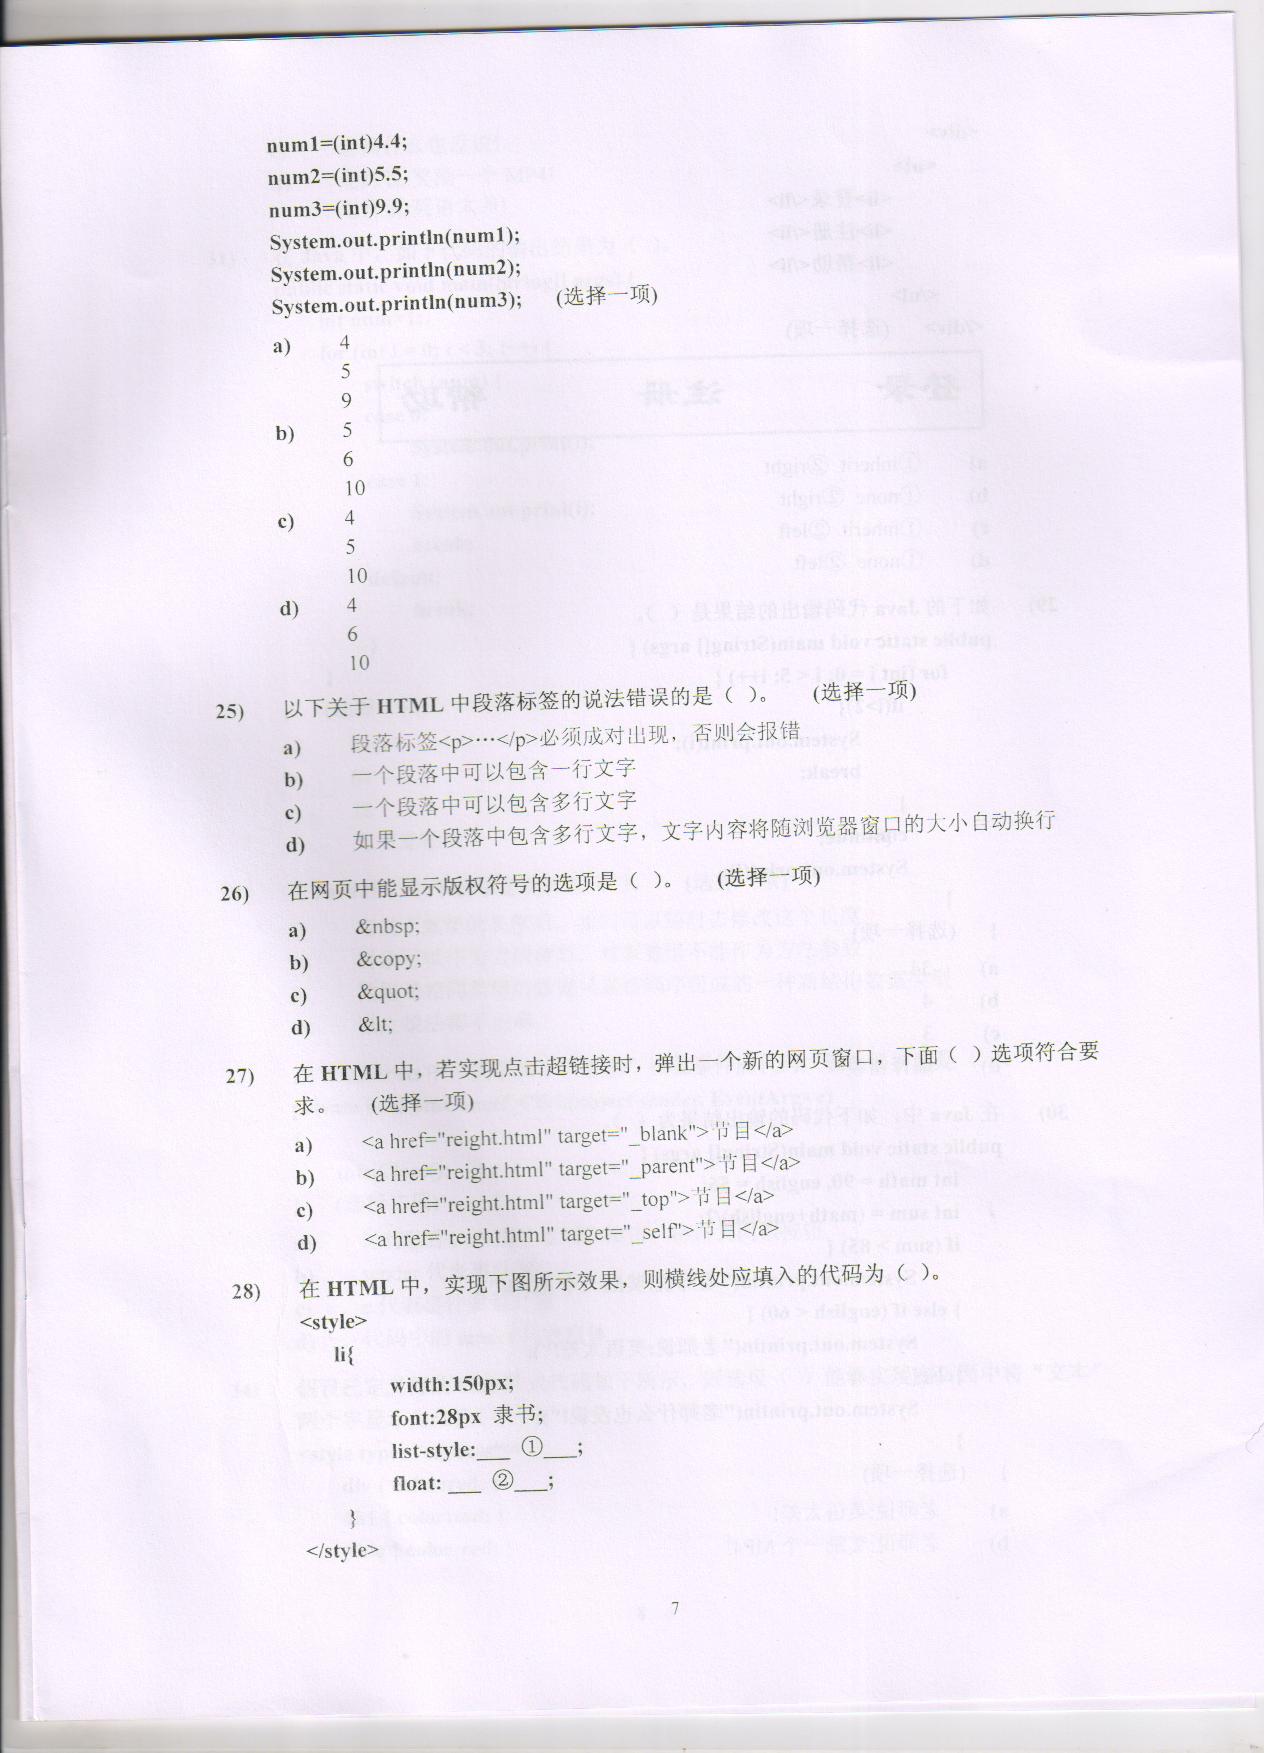 num1=(int)4.4;
num2=(int)5.5;
num3=(int)9.9;
System.out.println(num1);
System.out.println(num2);
System.out.println(num3); (选择一项)
a) 4
5
9
b) 5
6
10
c) 4
5
10
d) 4
6
10
25) 以下关于 HTML 中段落标签的说法错误的是（ ）。 (选择一项)
a) 段落标签<p>…</p>必须成对出现，否则会报错
b) 一个段落中可以包含一行文字
c) 一个段落中可以包含多行文字
d) 如果一个段落中包含多行文字，文字内容将随浏览器窗口的大小自动换行
26) 在网页中能显示版权符号的选项是（ ）。 (选择一项)
a) &nbsp;
b) &copy;
c) &quot;
d) &lt;
27) 在 HTML 中，若实现点击超链接时，弹出一个新的网页窗口，下面（ ）选项符合要
求。 (选择一项)
a) <a href="reight.html" target="_blank">节目</a>
b) <a href="reight.html" target="_parent">节目</a>
c) <a href="reight.html" target="_top">节目</a>
d) <a href="reight.html" target="_self">节目</a>
28) 在 HTML 中，实现下图所示效果，则横线处应填入的代码为（ ）。
<style>
li{
width:150px;
font:28px 隶书;
list-style:___ ①___;
float: ___ ②___;
}
</style>
7